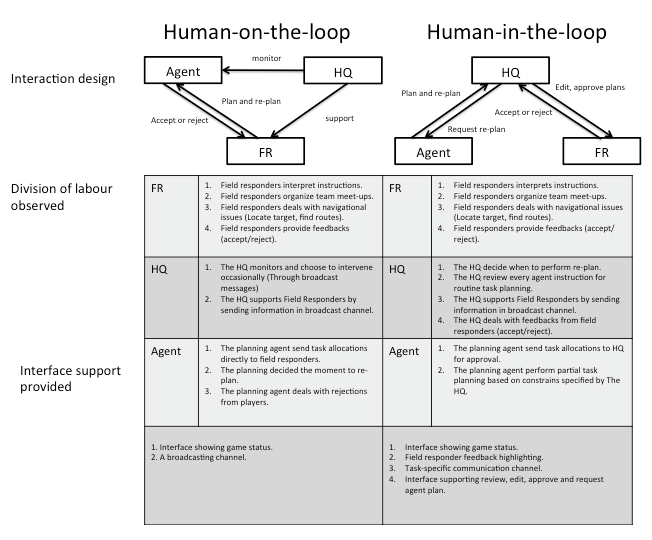 Human-on-the-loop
Human-in-the-loop
Interaction design
Agent
monitor
HQ
Plan and re-plan
Accept or reject
support
FR
HQ
Plan and re-plan
Edit, approve plans
Accept or reject
Request re-plan
Agent
FR
Division of labour
observed
FR
1. Field responders interpret instructions.
2. Field responders organize team meet-ups.
3. Field responders deals with navigational
issues (Locate target, find routes).
4. Field responders provide feedbacks
(accept/reject).
FR
1. Field responders interprets instructions.
2. Field responders organize team meet-ups.
3. Field responders deals with navigational issues
(Locate target, find routes).
4. Field responders provide feedbacks (accept/
reject).
HQ
1. The HQ monitors and choose to intervene
occasionally (Through broadcast
messages)
2. The HQ supports Field Responders by
sending information in broadcast channel.
HQ
1. The HQ decide when to perform re-plan.
2. The HQ review every agent instruction for
routine task planning.
3. The HQ supports Field Responders by sending
information in broadcast channel.
4. The HQ deals with feedbacks from field
responders (accept/reject).
Agent
1. The planning agent send task allocations
directly to field responders.
2. The planning decided the moment to re-
plan.
3. The planning agent deals with rejections
from players.
Agent
1. The planning agent send task allocations to HQ
for approval.
2. The planning agent perform partial task
planning based on constrains specified by The
HQ.
Interface support
provided
1. Interface showing game status.
2. A broadcasting channel.
1. Interface showing game status.
2. Field responder feedback highlighting.
3. Task-specific communication channel.
4. Interface supporting review, edit, approve and request
agent plan.